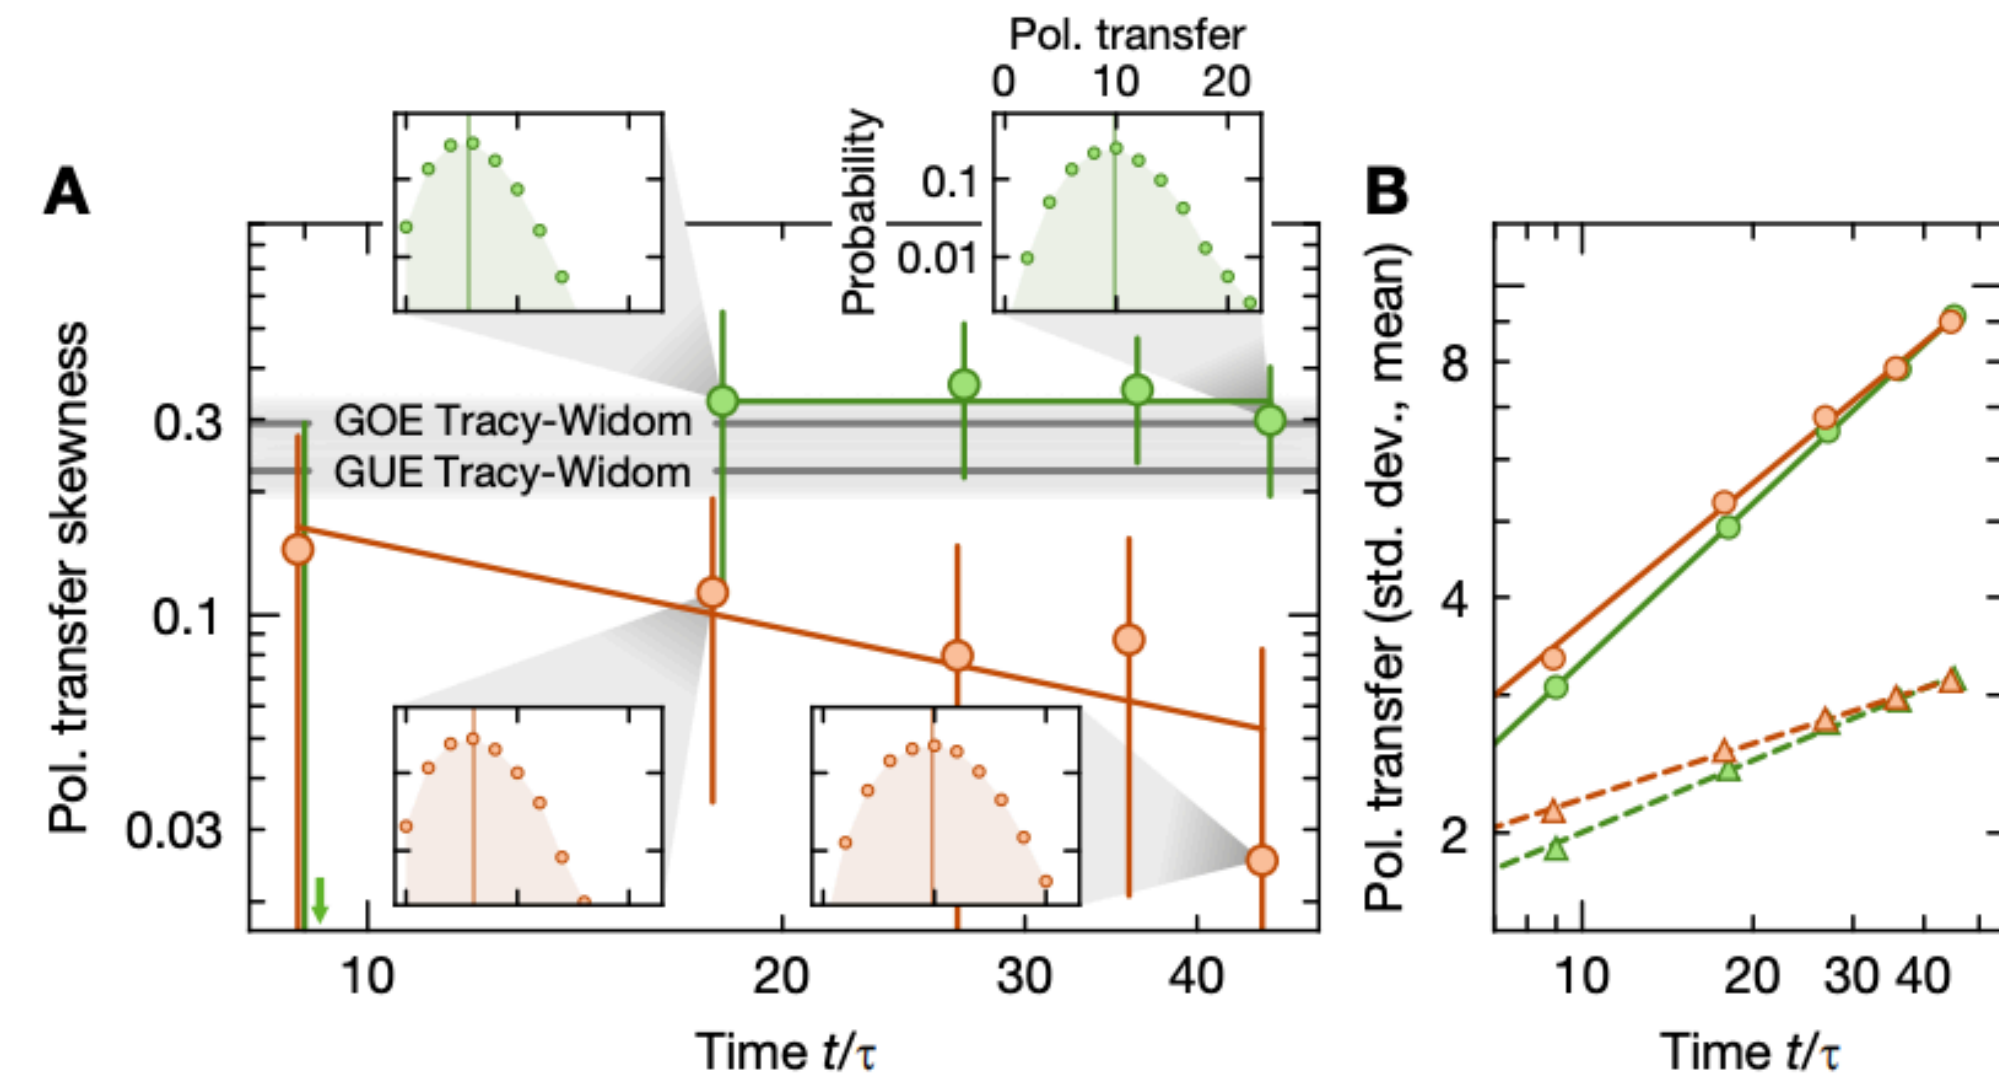 Pol. transfer
0 10 20
Probability
0.1
0.01
A
Pol. transfer skewness
0.3
0.1
0.03
GOE Tracy-Widom
GUE Tracy-Widom
10 20 30 40
Time t/τ
B
Pol. transfer (std. dev., mean)
8
4
2
10 20 30 40
Time t/τ